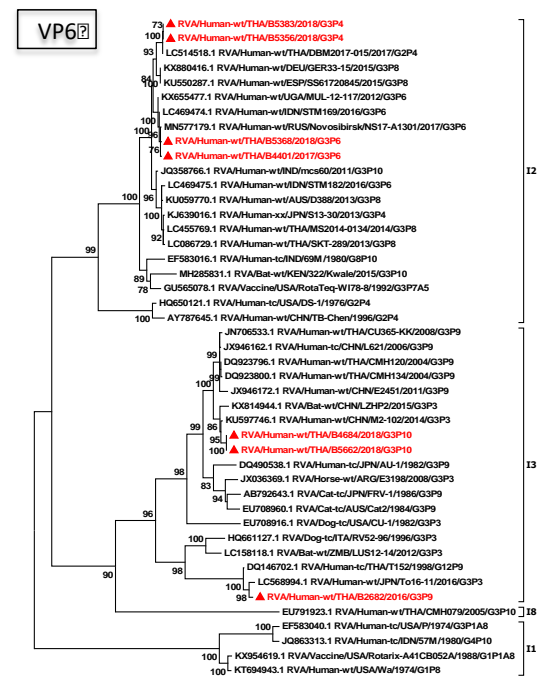 VP6
73
RVA/Human-wt/THA/B5383/2018/G3P4
100
RVA/Human-wt/THA/B5356/2018/G3P4
93
LC514518.1 RVA/Human-wt/THA/DBM2017-015/2017/G2P4
KX880416.1 RVA/Human-wt/DEU/GER33-15/2015/G3P8
84
KU550287.1 RVA/Human-wt/ESP/SS61720845/2015/G3P8
KX655477.1 RVA/Human-wt/UGA/MUL-12-117/2012/G3P6
LC469474.1 RVA/Human-wt/IDN/STM169/2016/G3P6
100
100
MN577179.1 RVA/Human-wt/RUS/Novosibirsk/NS17-A1301/2017/G3P6
96
RVA/Human-wt/THA/B5368/2018/G3P6
76
RVA/Human-wt/THA/B4401/2017/G3P6
I2
JQ358766.1 RVA/Human-wt/IND/mcs60/2011/G3P10
100
LC469475.1 RVA/Human-wt/IDN/STM182/2016/G3P6
96
KU059770.1 RVA/Human-wt/AUS/D388/2013/G3P8
KJ639016.1 RVA/Human-xx/JPN/S13-30/2013/G3P4
100
LC455769.1 RVA/Human-wt/THA/MS2014-0134/2014/G3P8
92
LC086729.1 RVA/Human-wt/THA/SKT-289/2013/G3P8
99
EF583016.1 RVA/Human-tc/IND/69M /1980/G8P10
MH285831.1 RVA/Bat-wt/KEN/322/Kwale/2015/G3P10
89
78
GU565078.1 RVA/Vaccine/USA/RotaTeq-WI78-8/1992/G3P7A5
HQ650121.1 RVA/Human-tc/USA/DS-1/1976/G2P4
100
AY787645.1 RVA/Human-wt/CHN/TB-Chen/1996/G2P4
JN706533.1 RVA/Human-wt/THA/CU365-KK/2008/G3P9
JX946162.1 RVA/Human-tc/CHN/L621/2006/G3P9
99
DQ923796.1 RVA/Human-wt/THA/CMH120/2004/G3P9
99
DQ923800.1 RVA/Human-wt/THA/CMH134/2004/G3P9
100
JX946172.1 RVA/Human-wt/CHN/E2451/2011/G3P9
KX814944.1 RVA/Bat-wt/CHN/LZHP2/2015/G3P3
86
KU597746.1 RVA/Human-wt/CHN/M2-102/2014/G3P3
99
95
RVA/Human-wt/THA/B4684/2018/G3P10
100
RVA/Human-wt/THA/B5662/2018/G3P10
I3
DQ490538.1 RVA/Human-tc/JPN/AU-1/1982/G3P9
98
83
JX036369.1 RVA/Horse-wt/ARG/E3198/2008/G3P3
AB792643.1 RVA/Cat-tc/JPN/FRV-1/1986/G3P9
94
EU708960.1 RVA/Cat-tc/AUS/Cat2/1984/G3P9
96
EU708916.1 RVA/Dog-tc/USA/CU-1/1982/G3P3
HQ661127.1 RVA/Dog-tc/ITA/RV52-96/1996/G3P3
100
LC158118.1 RVA/Bat-wt/ZMB/LUS12-14/2012/G3P3
98
DQ146702.1 RVA/Human-tc/THA/T152/1998/G12P9
90
100
LC568994.1 RVA/Human-wt/JPN/To16-11/2016/G3P3
98
RVA/Human-wt/THA/B2682/2016/G3P9
EU791923.1 RVA/Human-wt/THA/CMH079/2005/G3P10
I8
EF583040.1 RVA/Human-tc/USA/P/1974/G3P1A8
100
JQ863313.1 RVA/Human-tc/IDN/57M/1980/G4P10
I1
100
KX954619.1 RVA/Vaccine/USA/Rotarix-A41CB052A/1988/G1P1A8
100
KT694943.1 RVA/Human-wt/USA/Wa/1974/G1P8